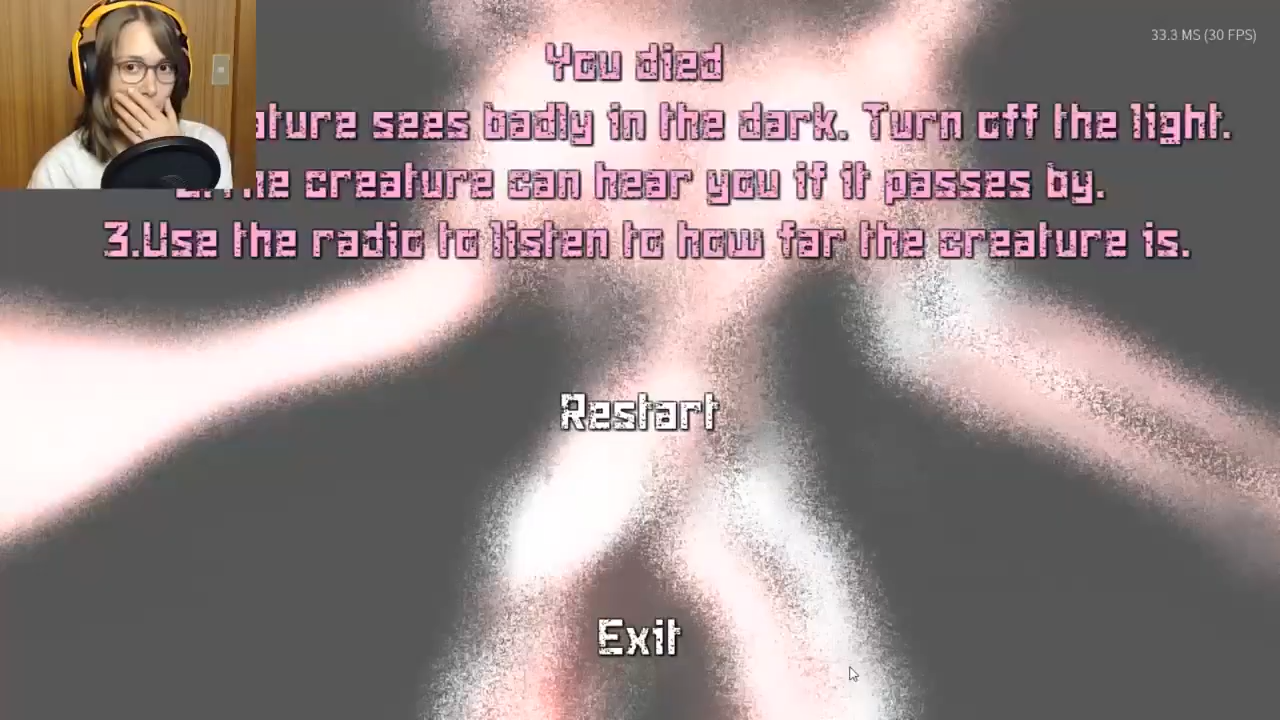 33.3 MS (30 FPS)
You died
ature sees badly in the dark. Turn off the light.
creature can hear you if it passes by.
3.Use the radio to listen to how far the creature is.
Restart
Exit